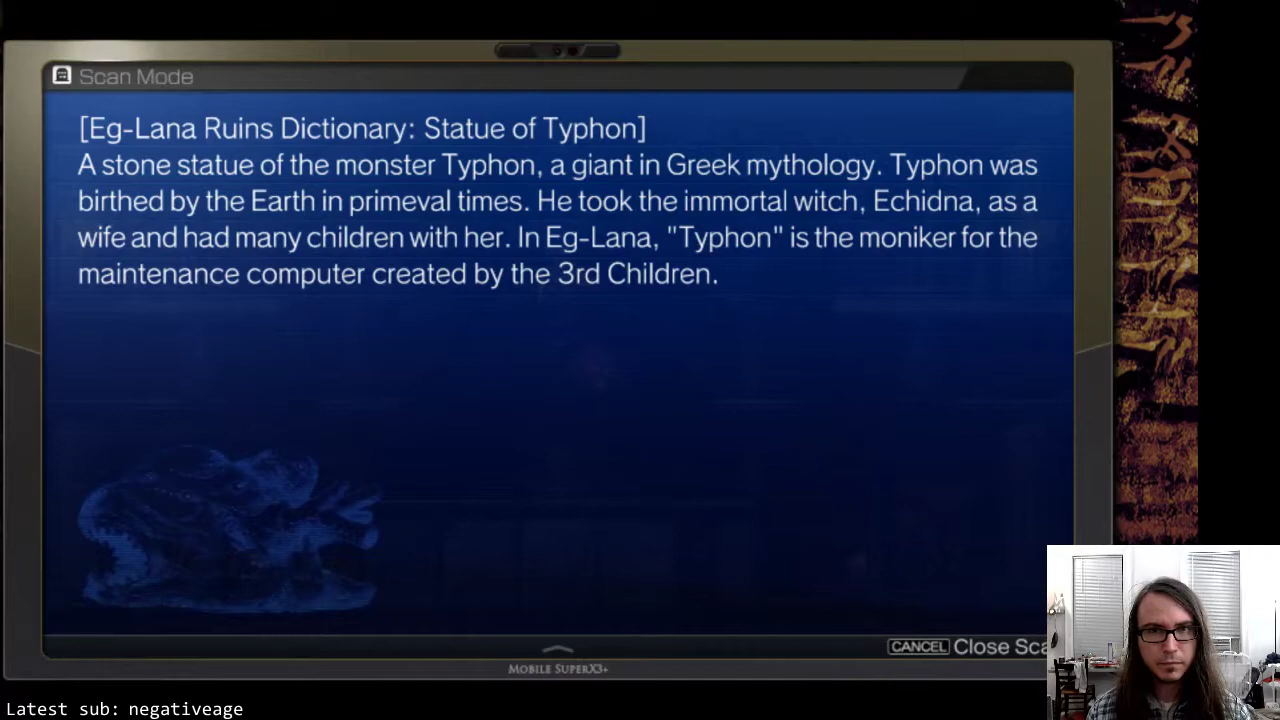 Scan Mode
[Eg-Lana Ruins Dictionary: Statue of Typhon]
A stone statue of the monster Typhon, a giant in Greek mythology. Typhon was
birthed by the Earth in primeval times. He took the immortal witch, Echidna, as a
wife and had many children with her. In Eg-Lana, "Typhon" is the moniker for the
maintenance computer created by the 3rd Children.
CANCEL Close Sca
MOBILE SUPERX3+
Latest sub: negativeage